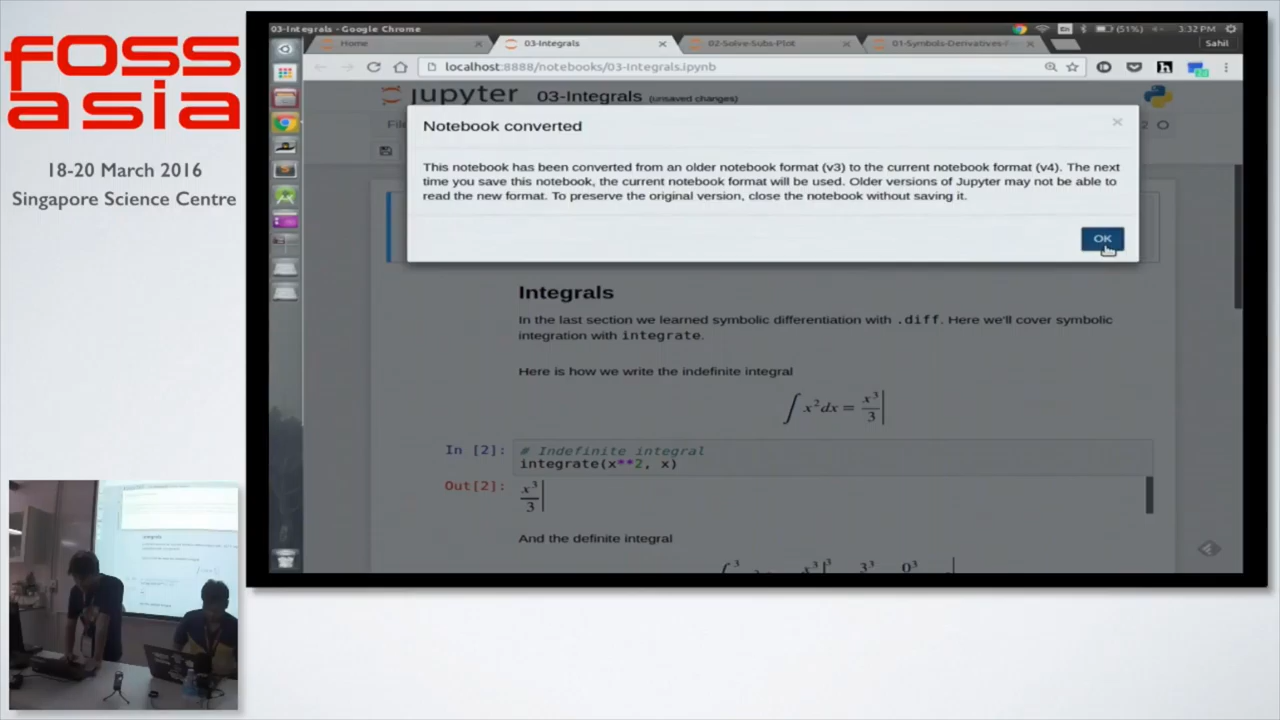 FOSS
asia
18-20 March 2016
Singapore Science Centre
03-Integrals - Google Chrome
(51%) 3:32 PM
Home
03-Integrals
02-Solve-Subs-Plot
01-Symbols-Derivatives-F
Sahil
localhost:8888/notebooks/03-Integrals.ipynb
jupyter 03-Integrals (unsaved changes)
Notebook converted
This notebook has been converted from an older notebook format (v3) to the current notebook format (v4). The next
time you save this notebook, the current notebook format will be used. Older versions of Jupyter may not be able to
read the new format. To preserve the original version, close the notebook without saving it.
OK
Integrals
In the last section we learned symbolic differentiation with .diff. Here we'll cover symbolic
integration with integrate.
Here is how we write the indefinite integral
∫ x² dx = x³/3
In [2]: # Indefinite integral
integrate(x**2, x)
Out[2]: x³/3
And the definite integral